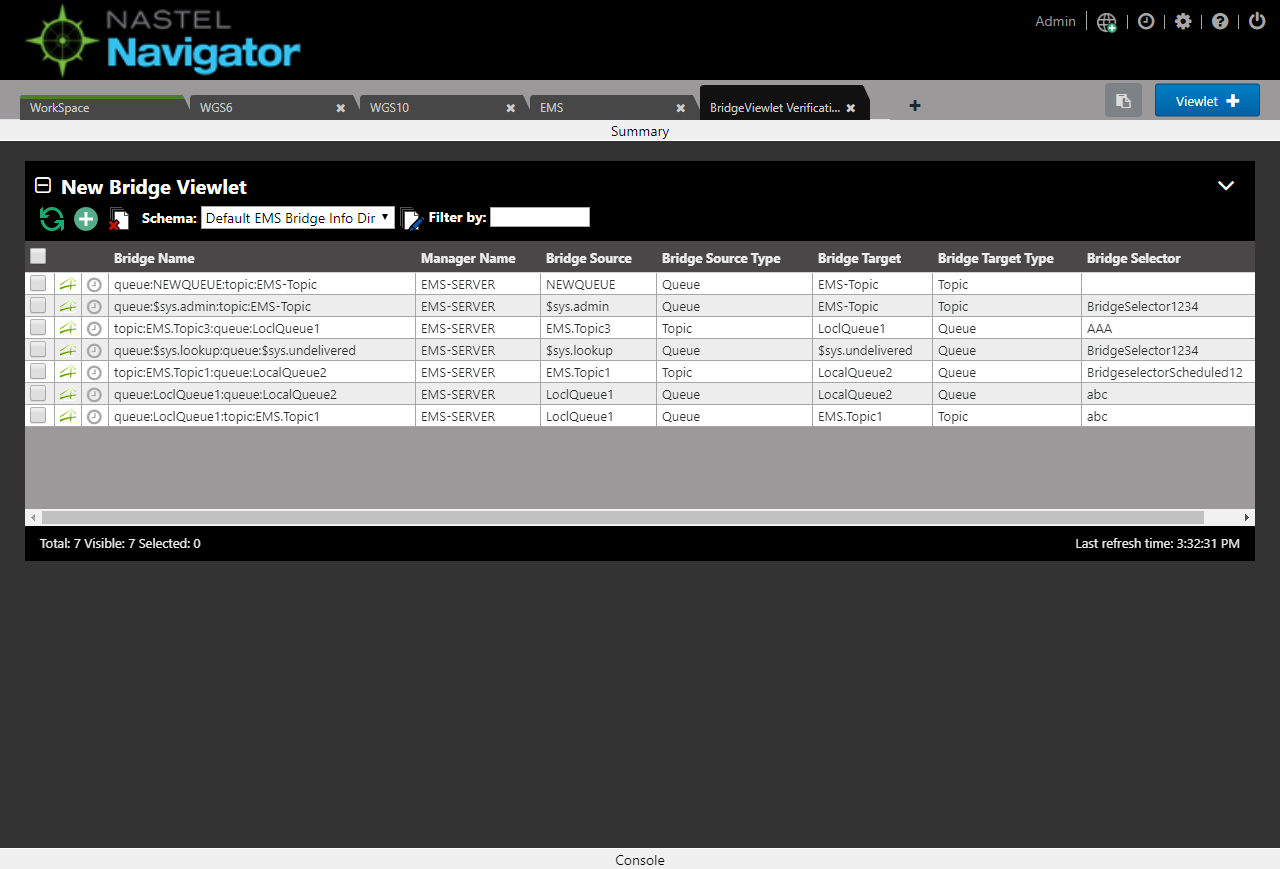 NASTEL
Navigator
Admin
WorkSpace WGS6 WGS10 EMS BridgeViewlet Verificati... Viewlet
Summary
New Bridge Viewlet
Schema: Default EMS Bridge Info Dir Filter by:
Bridge Name Manager Name Bridge Source Bridge Source Type Bridge Target Bridge Target Type Bridge Selector
queue:NEWQUEUE:topic:EMS-Topic EMS-SERVER NEWQUEUE Queue EMS-Topic Topic
queue:$sys.admin:topic:EMS-Topic EMS-SERVER $sys.admin Queue EMS-Topic Topic BridgeSelector1234
topic:EMS.Topic3:queue:LoclQueue1 EMS-SERVER EMS.Topic3 Topic LoclQueue1 Queue AAA
queue:$sys.lookup:queue:$sys.undelivered EMS-SERVER $sys.lookup Queue $sys.undelivered Queue BridgeSelector1234
topic:EMS.Topic1:queue:LocalQueue2 EMS-SERVER EMS.Topic1 Topic LocalQueue2 Queue BridgeselectorScheduled12
queue:LoclQueue1:queue:LocalQueue2 EMS-SERVER LoclQueue1 Queue LocalQueue2 Queue abc
queue:LoclQueue1:topic:EMS.Topic1 EMS-SERVER LoclQueue1 Queue EMS.Topic1 Topic abc
Total: 7 Visible: 7 Selected: 0 Last refresh time: 3:32:31 PM
Console